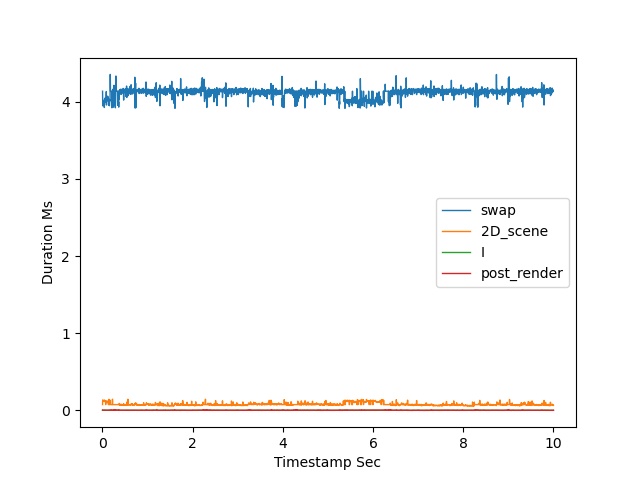 4
3
2
1
0
Duration Ms
swap
2D_scene
I
post_render
0 2 4 6 8 10
Timestamp Sec